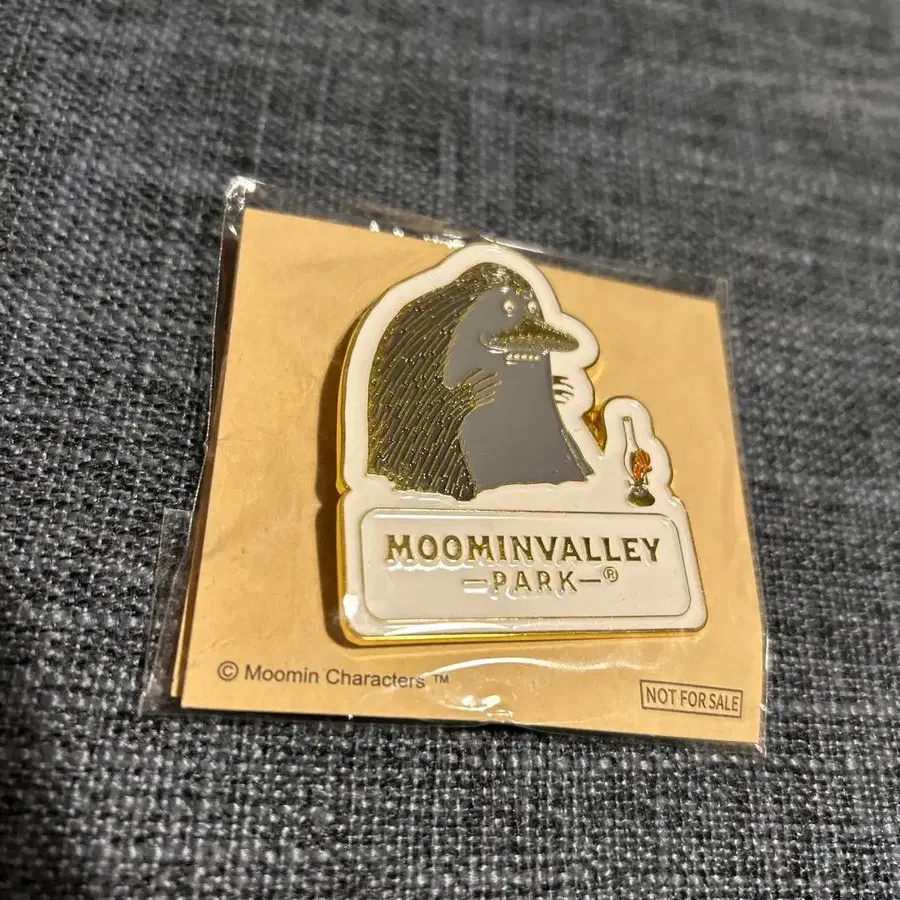 MOOMINVALLEY
—PARK—®
© Moomin Characters ™
NOT FOR SALE